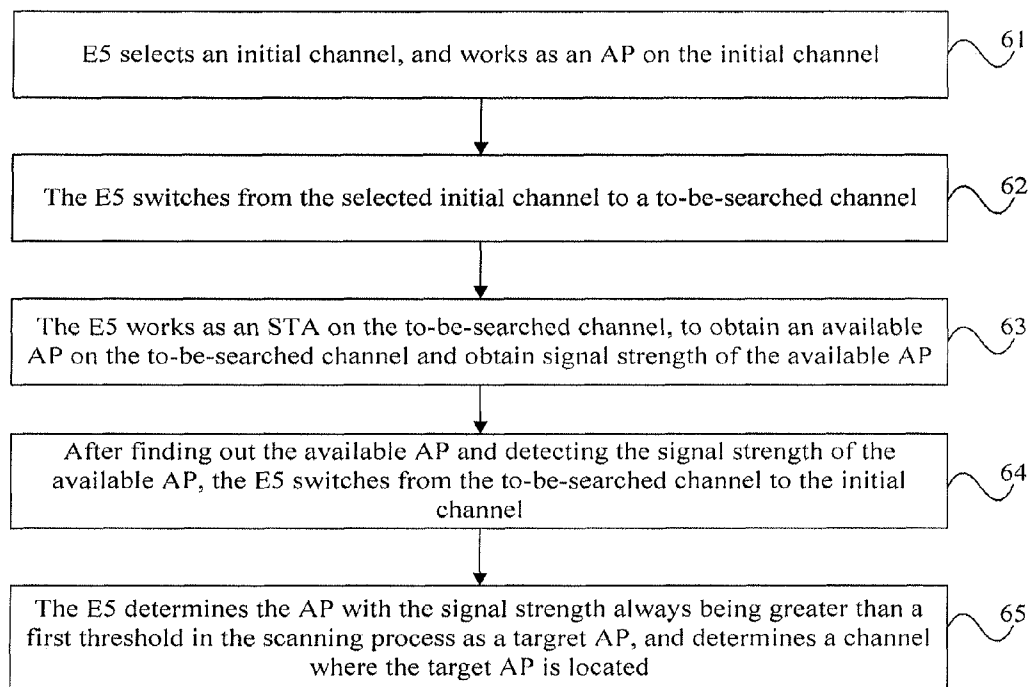 E5 selects an initial channel, and works as an AP on the initial channel
61
The E5 switches from the selected initial channel to a to-be-searched channel
62
The E5 works as an STA on the to-be-searched channel, to obtain an available
AP on the to-be-searched channel and obtain signal strength of the available AP
63
After finding out the available AP and detecting the signal strength of the
available AP, the E5 switches from the to-be-searched channel to the initial
channel
64
The E5 determines the AP with the signal strength always being greater than a
first threshold in the scanning process as a targret AP, and determines a channel
where the target AP is located
65